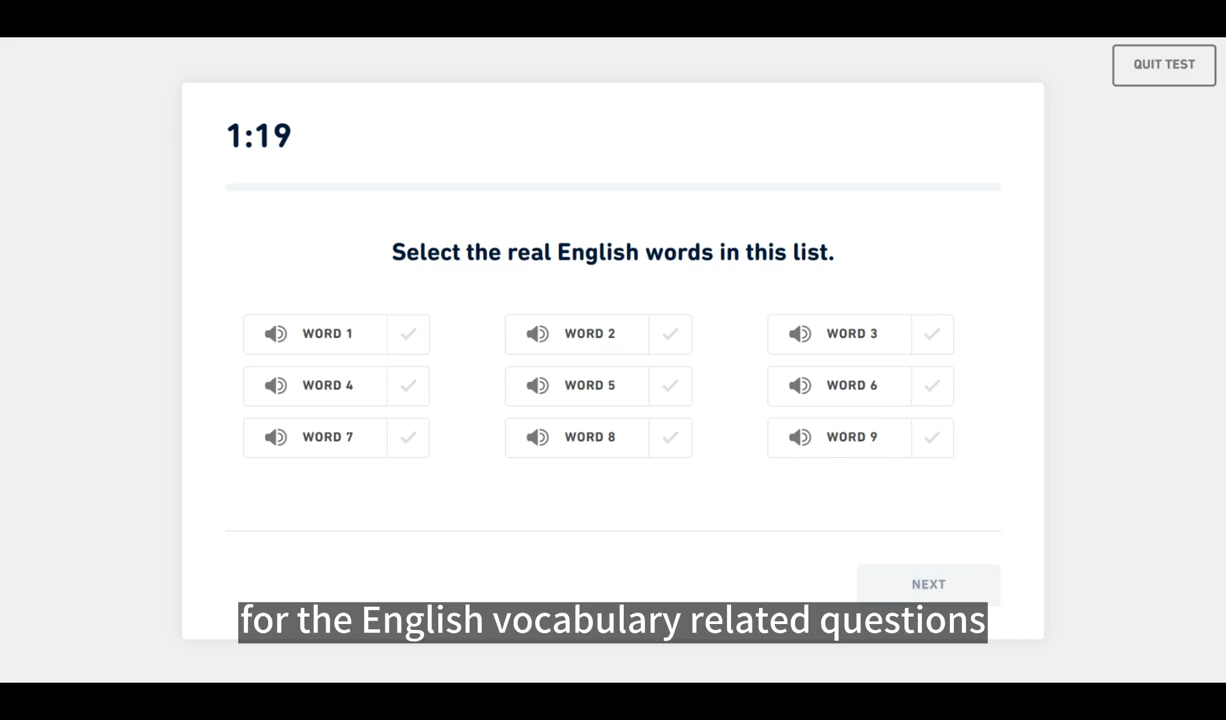 QUIT TEST
1:19
Select the real English words in this list.
WORD 1
WORD 2
WORD 3
WORD 4
WORD 5
WORD 6
WORD 7
WORD 8
WORD 9
NEXT
for the English vocabulary related questions